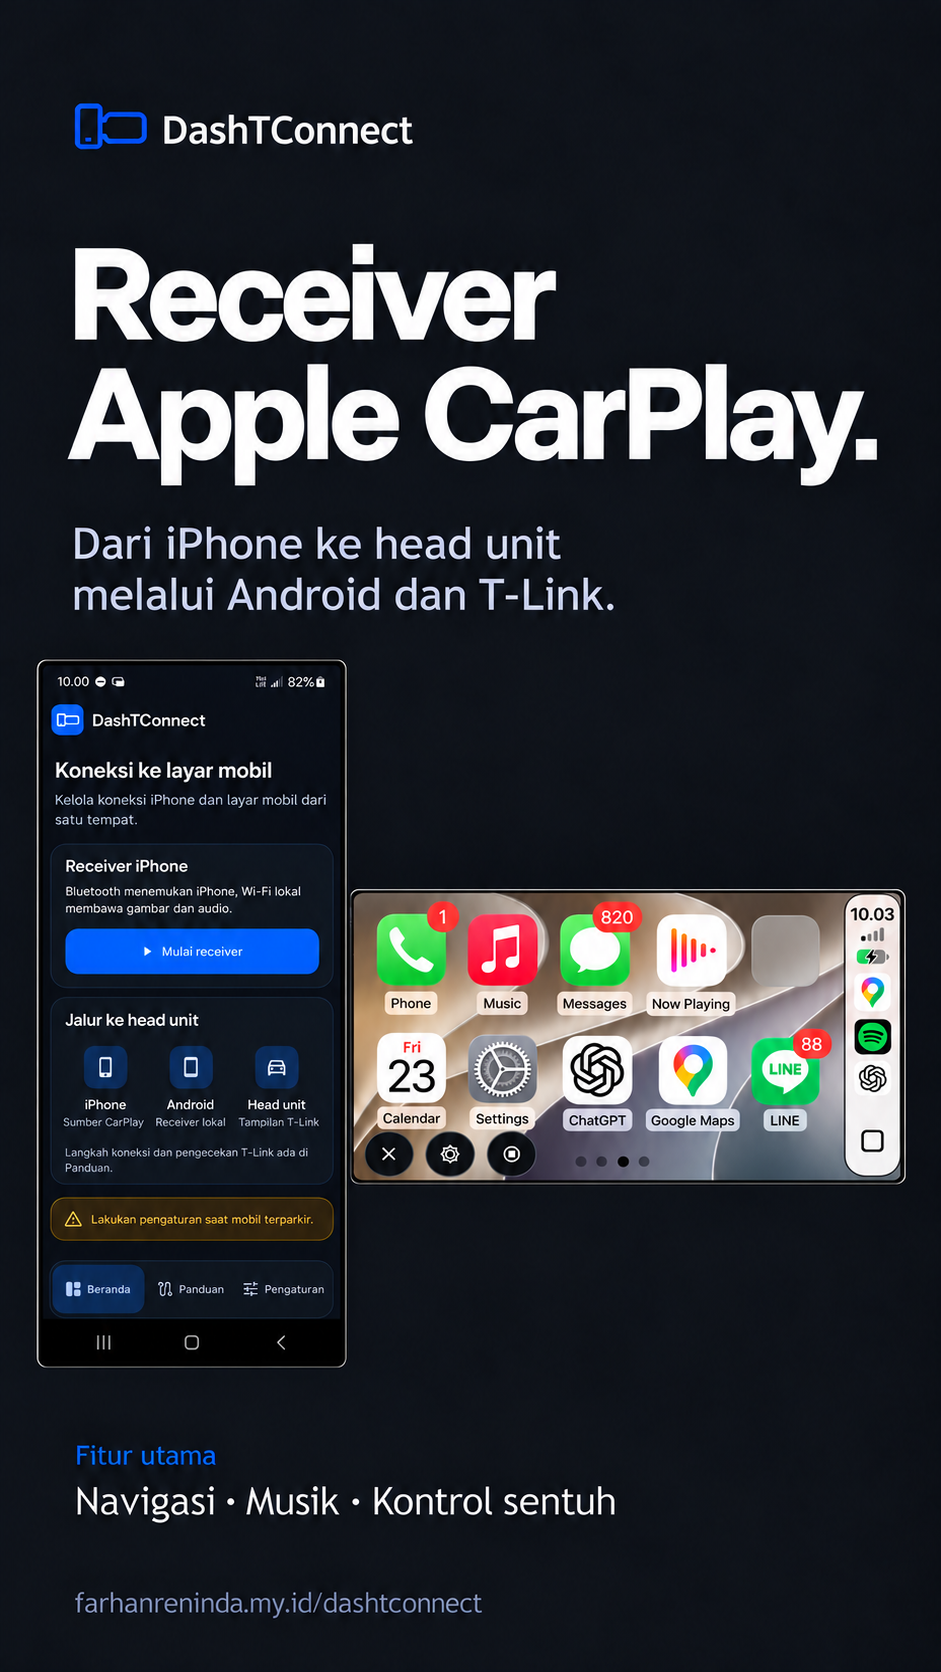 DashTConnect
Receiver
Apple CarPlay.
Dari iPhone ke head unit
melalui Android dan T-Link.
10.00
82%
DashTConnect
Koneksi ke layar mobil
Kelola koneksi iPhone dan layar mobil dari
satu tempat.
Receiver iPhone
Bluetooth menemukan iPhone, Wi-Fi lokal
membawa gambar dan audio.
Mulai receiver
Jalur ke head unit
iPhone Android Head unit
Sumber CarPlay Receiver lokal Tampilan T-Link
Langkah koneksi dan pengecekan T-Link ada di
Panduan.
Lakukan pengaturan saat mobil terparkir.
Beranda Panduan Pengaturan
1 820
Phone Music Messages Now Playing
Fri
23
LINE
88
Calendar Settings ChatGPT Google Maps LINE
10.03
Fitur utama
Navigasi • Musik • Kontrol sentuh
farhanreninda.my.id/dashtconnect